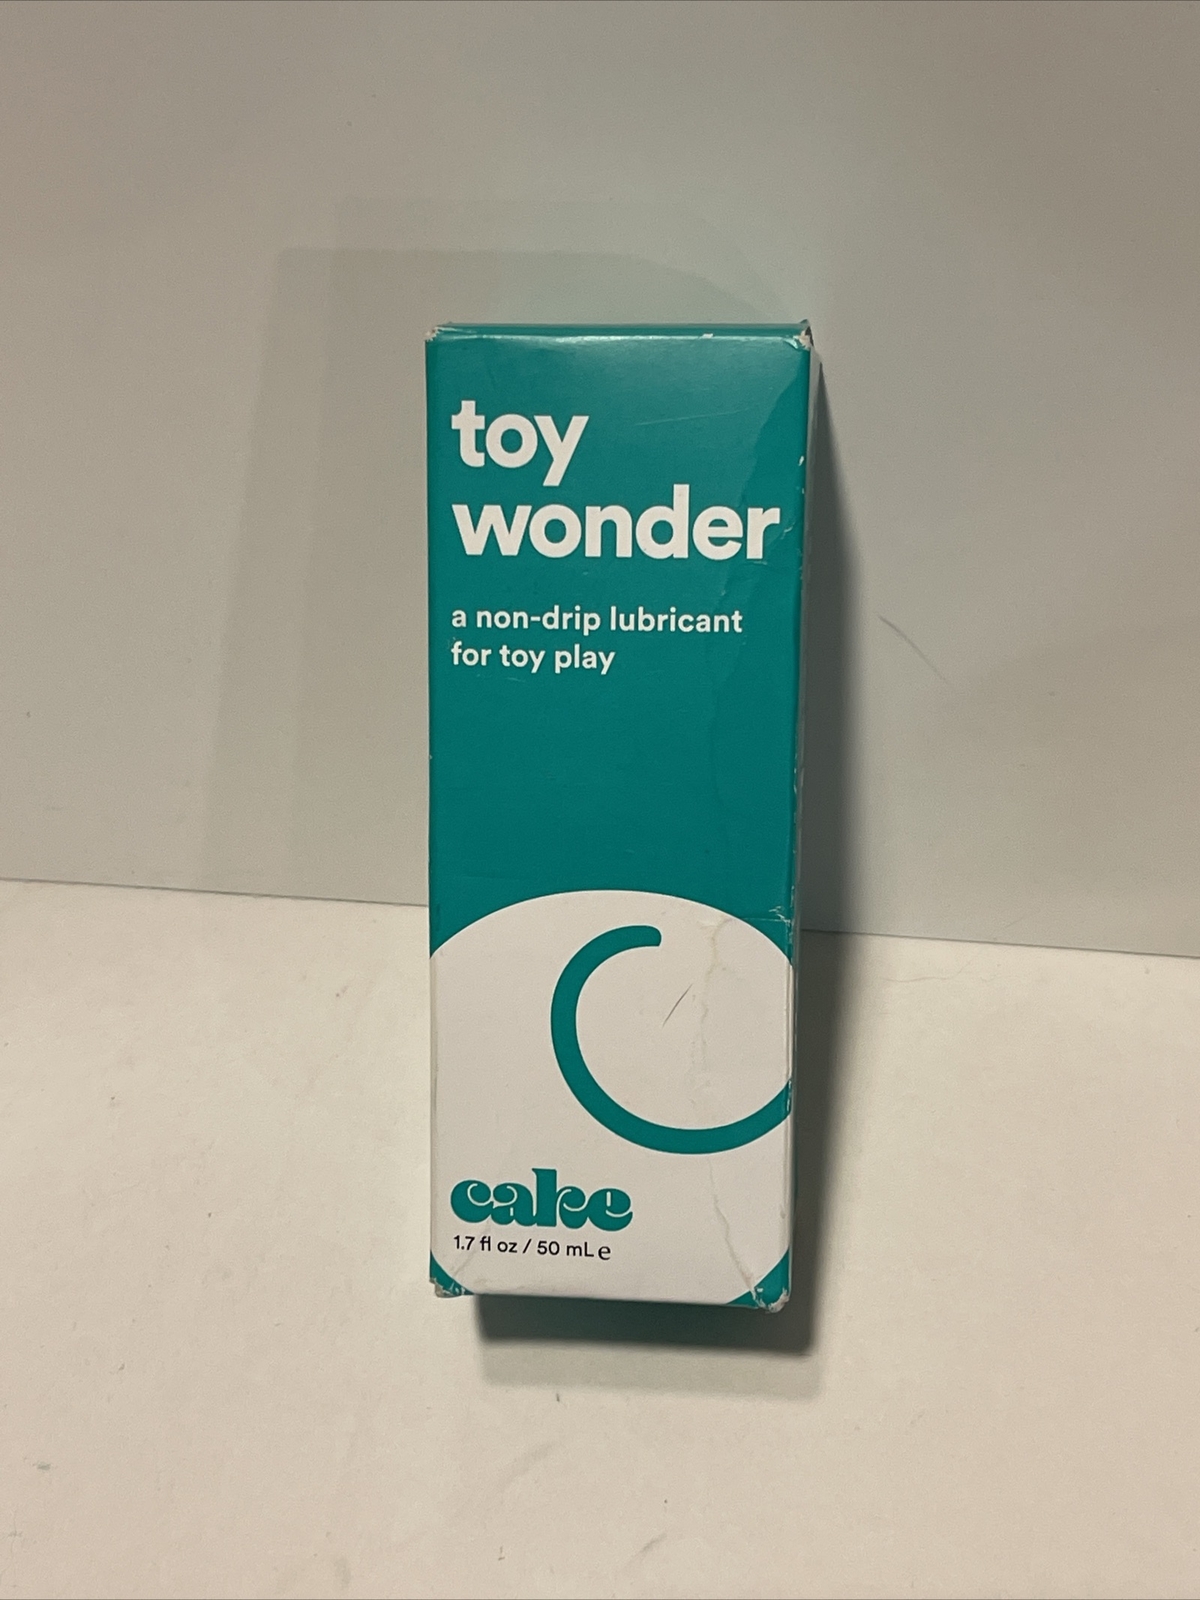 toy
wonder
a non-drip lubricant
for toy play
cake
1.7 fl oz / 50 mL ℮